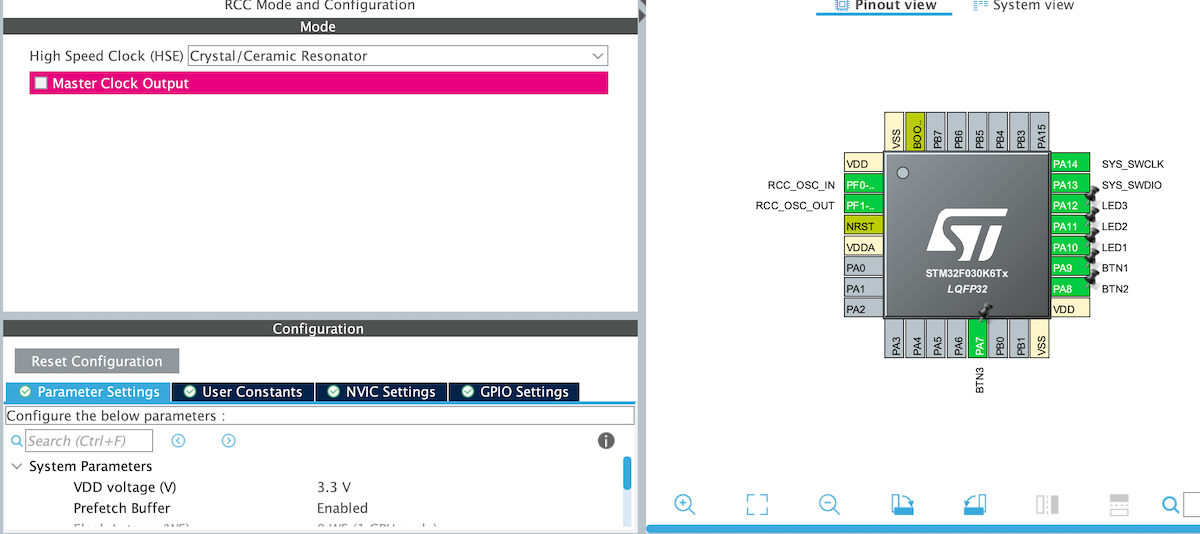 RCC Mode and Configuration
Mode
High Speed Clock (HSE) Crystal/Ceramic Resonator
Master Clock Output
Configuration
Reset Configuration
Parameter Settings
User Constants
NVIC Settings
GPIO Settings
Configure the below parameters :
Search (Ctrl+F)
System Parameters
VDD voltage (V) 3.3 V
Prefetch Buffer Enabled
Pinout view
System view
VSS
BOO..
PB7
PB6
PB5
PB4
PB3
PA15
VDD
RCC_OSC_IN PF0-..
RCC_OSC_OUT PF1-..
NRST
VDDA
PA0
PA1
PA2
ST
STM32F030K6Tx
LQFP32
PA14 SYS_SWCLK
PA13 SYS_SWDIO
PA12 LED3
PA11 LED2
PA10 LED1
PA9 BTN1
PA8 BTN2
VDD
PA3
PA4
PA5
PA6
PA7
PB0
PB1
VSS
BTN3